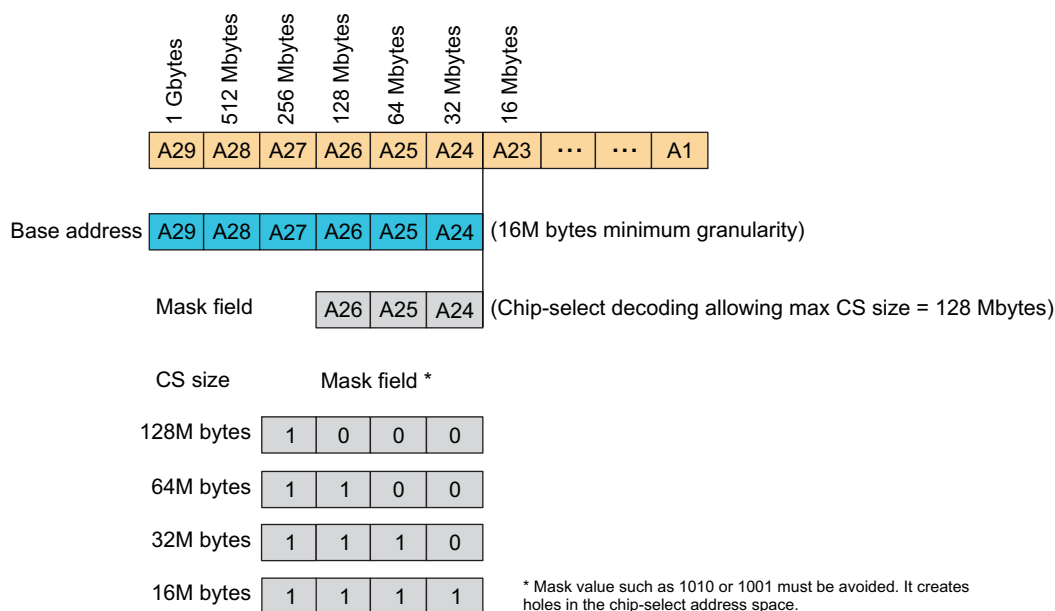 1 Gbytes 512 Mbytes 256 Mbytes 128 Mbytes 64 Mbytes 32 Mbytes 16 Mbytes
A29 A28 A27 A26 A25 A24 A23 ... ... A1
Base address A29 A28 A27 A26 A25 A24 (16M bytes minimum granularity)
Mask field A26 A25 A24 (Chip-select decoding allowing max CS size = 128 Mbytes)
CS size Mask field *
128M bytes 1 0 0 0
64M bytes 1 1 0 0
32M bytes 1 1 1 0
16M bytes 1 1 1 1
* Mask value such as 1010 or 1001 must be avoided. It creates
holes in the chip-select address space.